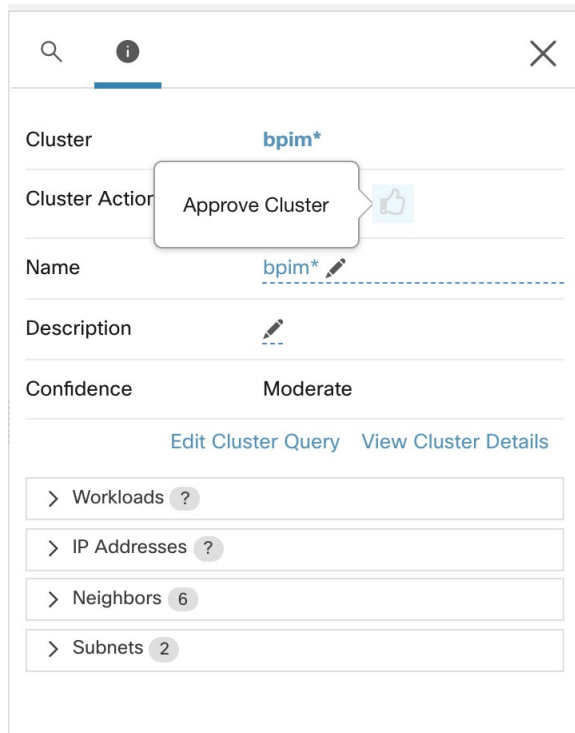 Cluster bpim*
Cluster Action
Approve Cluster
Name bpim*
Description
Confidence Moderate
Edit Cluster Query View Cluster Details
Workloads ?
IP Addresses ?
Neighbors 6
Subnets 2